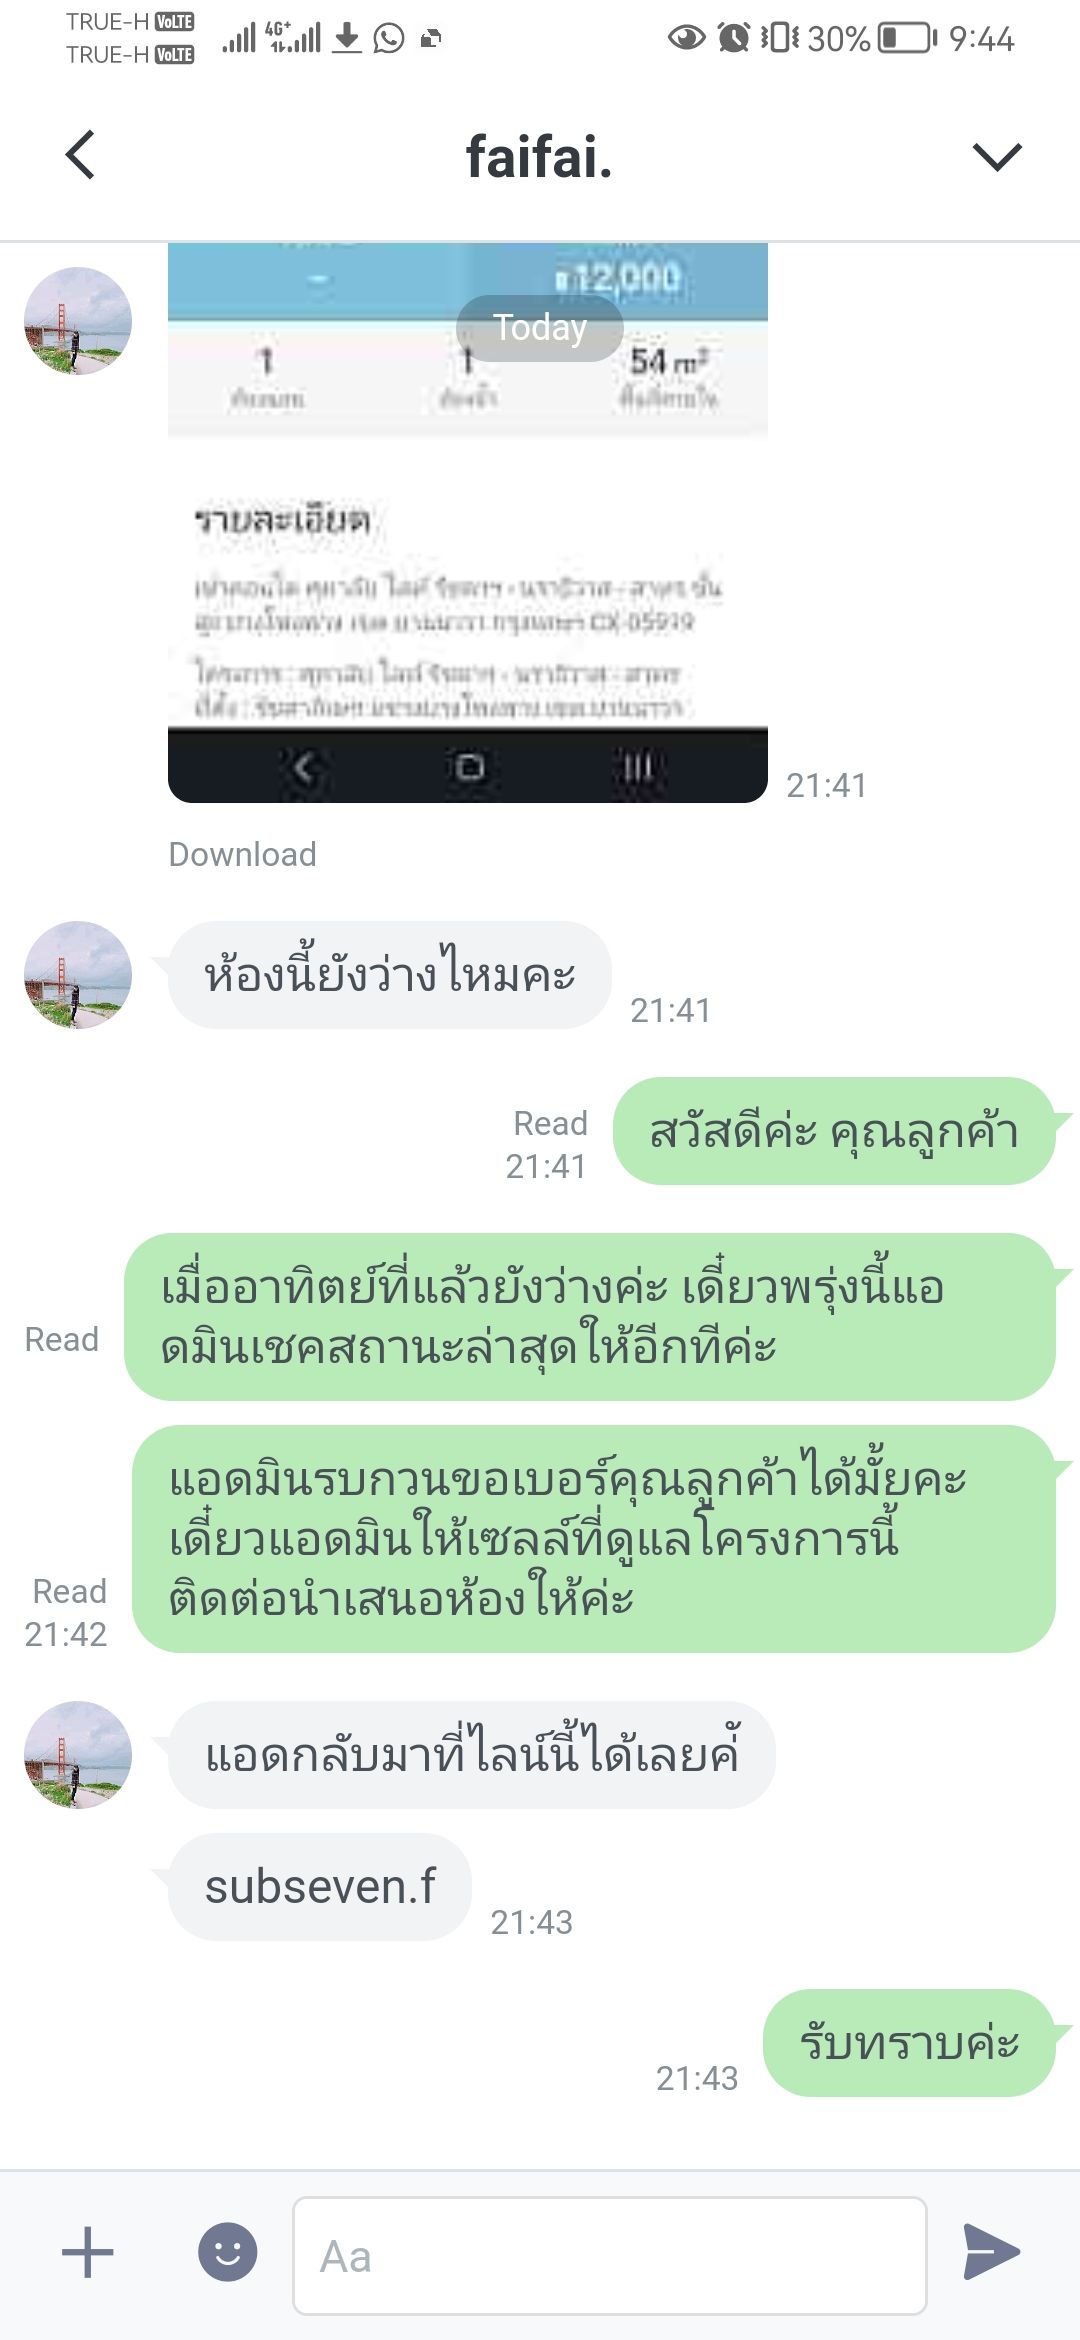 TRUE-H VoLTE
TRUE-H VoLTE
4G+
30% 9:44
faifai.
฿12,000
Today
1 1 54 m²
รายละเอียด
CX-05919
21:41
Download
ห้องนี้ยังว่างไหมคะ
21:41
สวัสดีค่ะ คุณลูกค้า
Read
21:41
เมื่ออาทิตย์ที่แล้วยังว่างค่ะ เดี๋ยวพรุ่งนี้แอ
ดมินเชคสถานะล่าสุดให้อีกทีค่ะ
Read
แอดมินรบกวนขอเบอร์คุณลูกค้าได้มั้ยคะ
เดี๋ยวแอดมินให้เซลล์ที่ดูแลโครงการนี้
ติดต่อนำเสนอห้องให้ค่ะ
Read
21:42
แอดกลับมาที่ไลน์นี้ได้เลยค่ั
subseven.f
21:43
รับทราบค่ะ
21:43
Aa